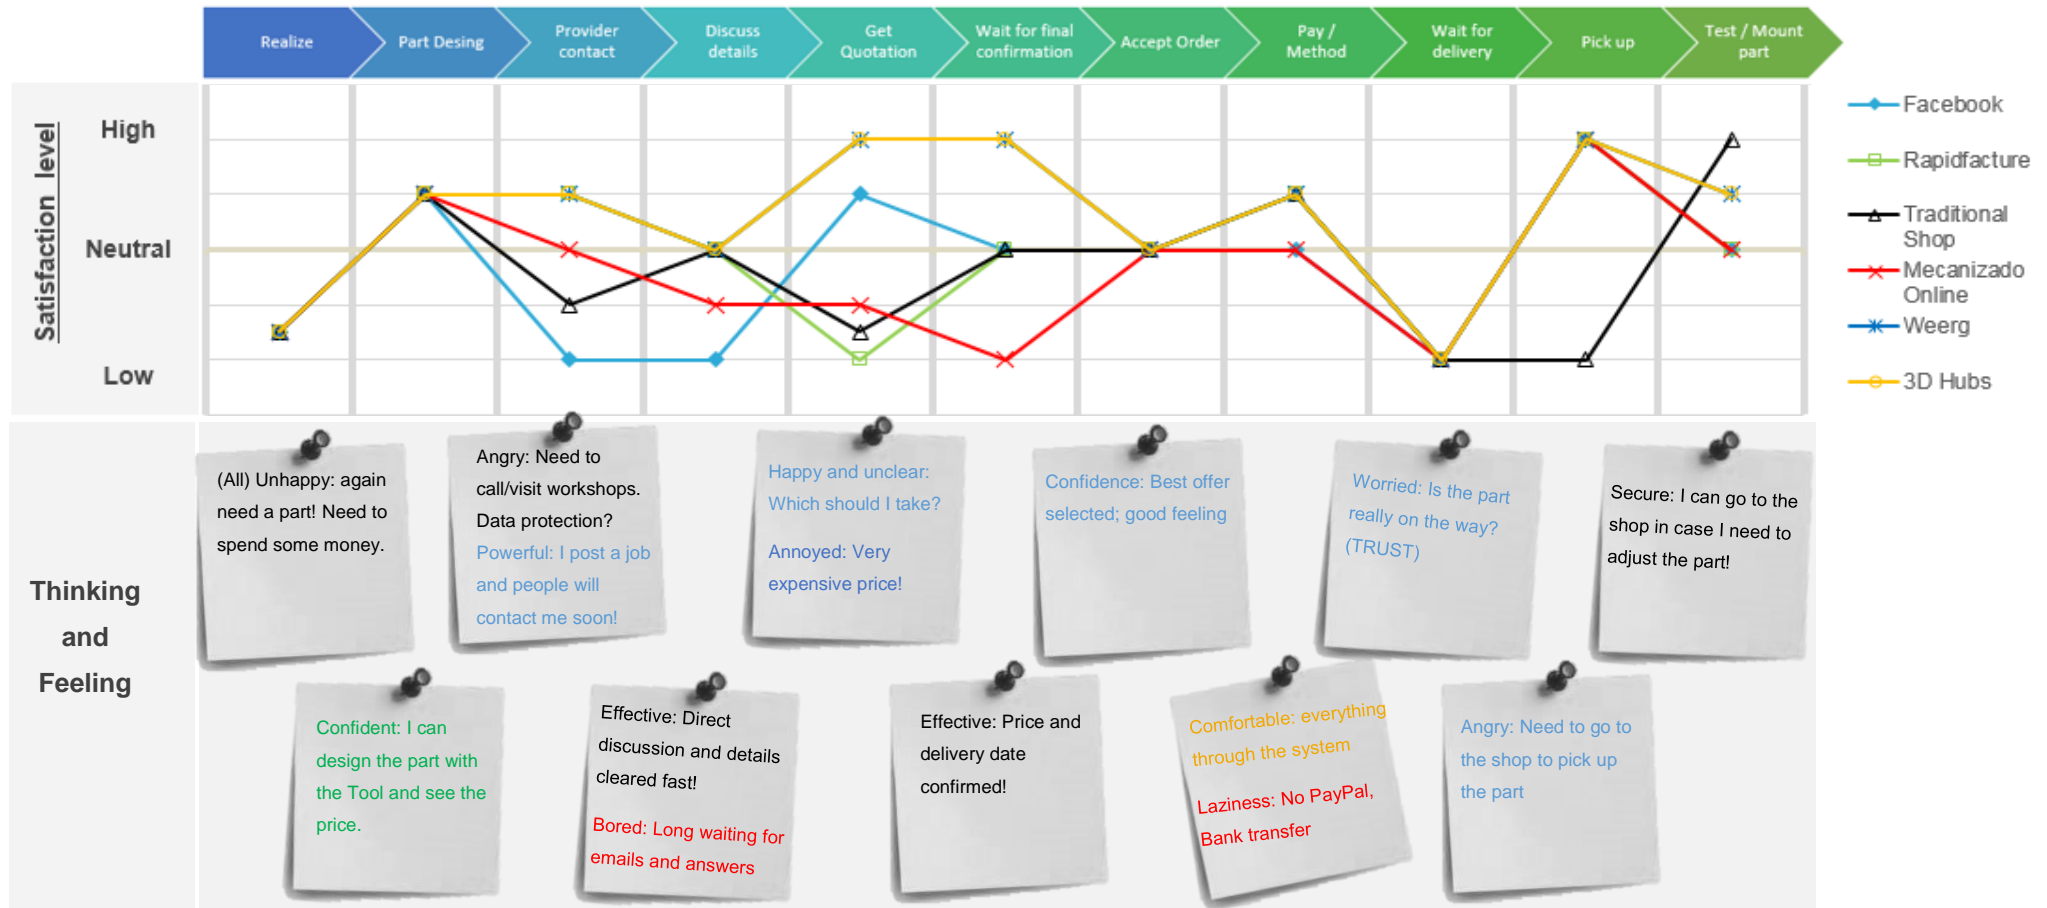 Realize
Part Desing
Provider
contact
Discuss
details
Get
Quotation
Wait for final
confirmation
Accept Order
Pay /
Method
Wait for
delivery
Pick up
Test / Mount
part
Satisfaction level
High
Neutral
Low
Facebook
Rapidfacture
Traditional
Shop
Mecanizado
Online
Weerg
3D Hubs
Thinking
and
Feeling
(All) Unhappy: again
need a part! Need to
spend some money.
Angry: Need to
call/visit workshops.
Data protection?
Powerful: I post a job
and people will
contact me soon!
Happy and unclear:
Which should I take?
Annoyed: Very
expensive price!
Confidence: Best offer
selected; good feeling
Worried: Is the part
really on the way?
(TRUST)
Secure: I can go to the
shop in case I need to
adjust the part!
Confident: I can
design the part with
the Tool and see the
price.
Effective: Direct
discussion and details
cleared fast!
Bored: Long waiting for
emails and answers
Effective: Price and
delivery date
confirmed!
Comfortable: everything
through the system
Laziness: No PayPal,
Bank transfer
Angry: Need to go to
the shop to pick up
the part